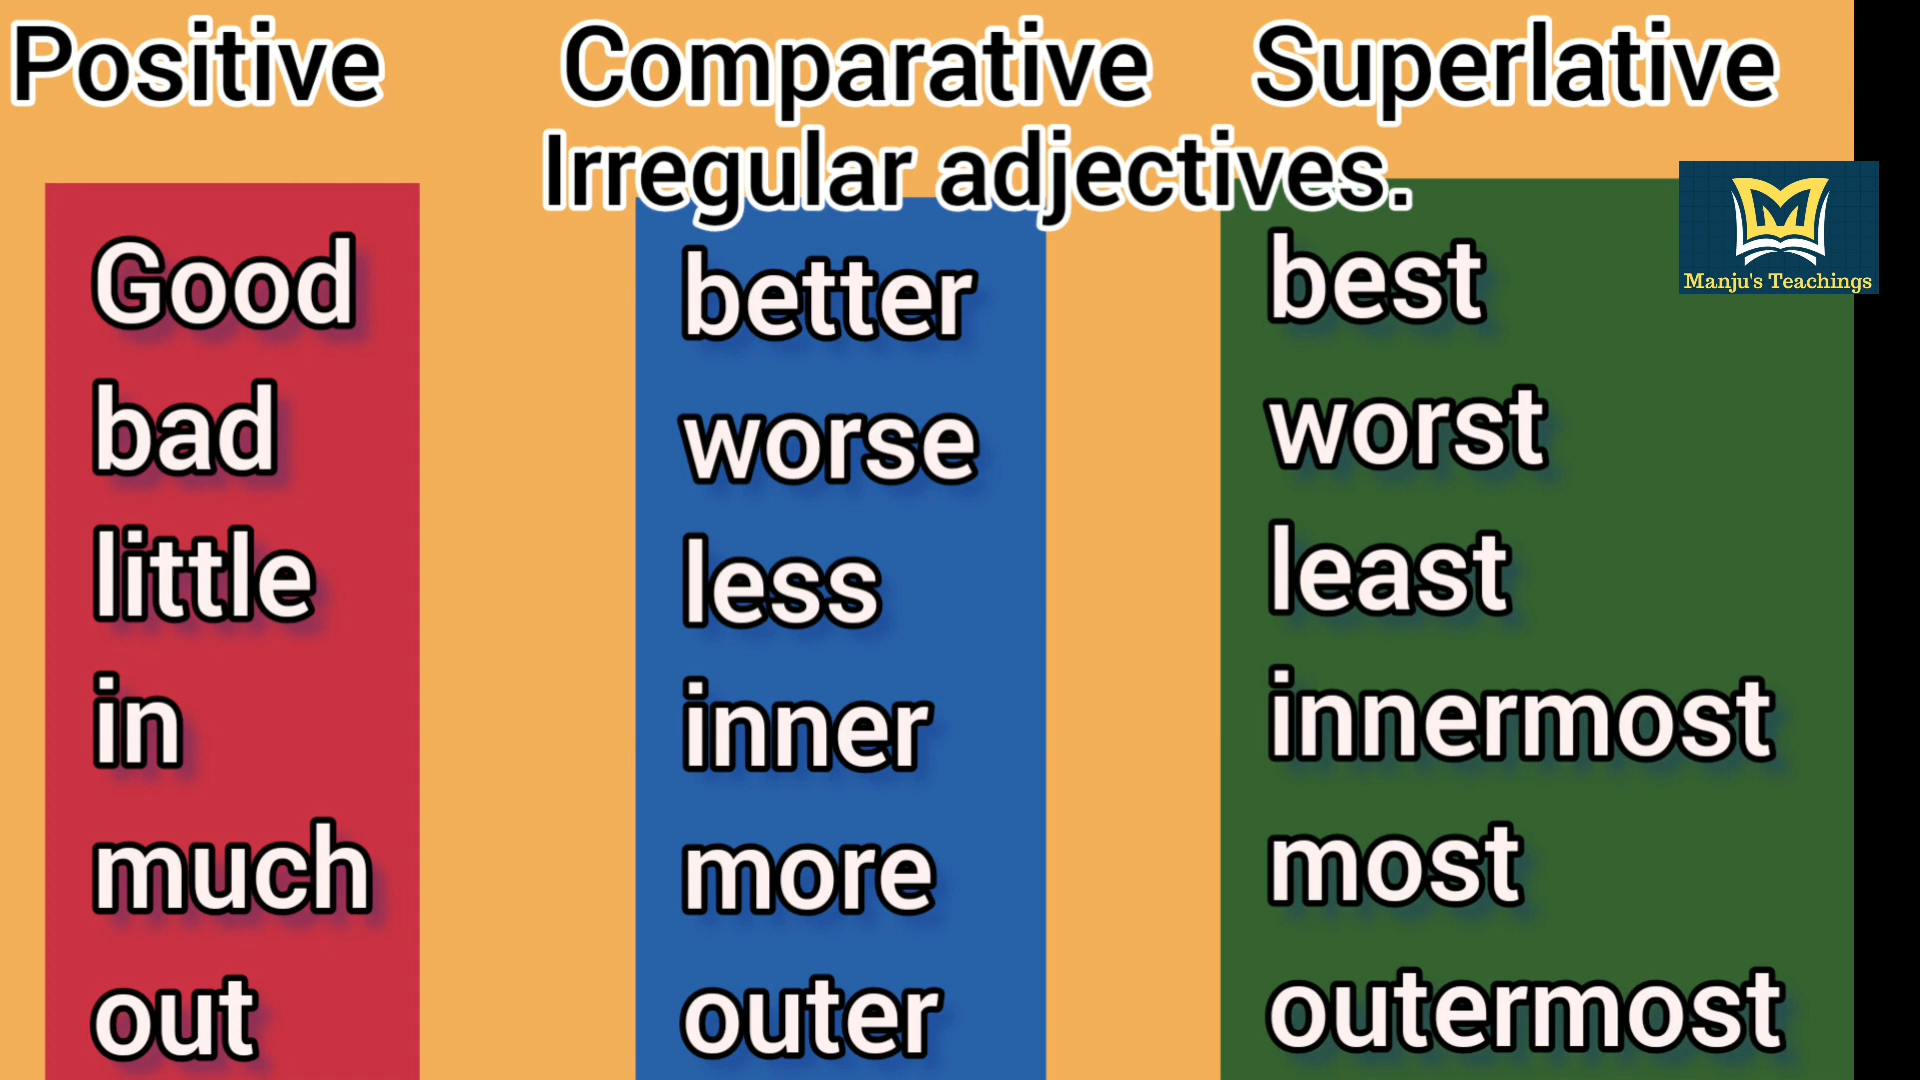 Positive Comparative Superlative
Irregular adjectives.
Good better best
bad worse worst
little less least
in inner innermost
much more most
out outer outermost
Manju's Teachings